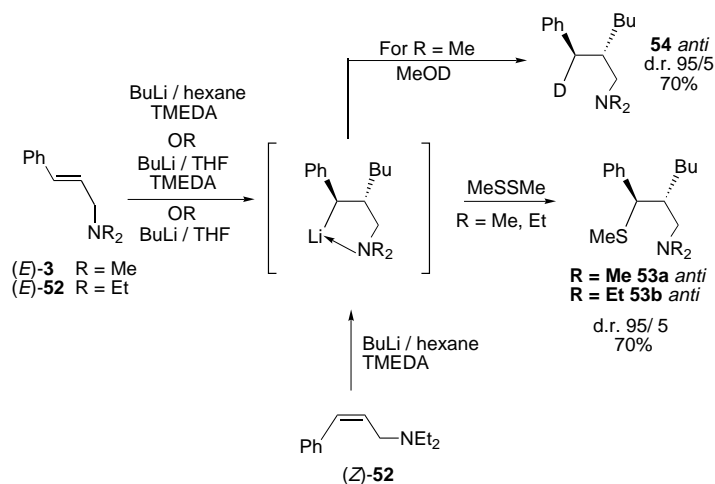 Ph
Bu
D
NR2
For R = Me
MeOD
54 anti
d.r. 95/5
70%
BuLi / hexane
TMEDA
OR
BuLi / THF
TMEDA
OR
BuLi / THF
Ph
NR2
(E)-3 R = Me
(E)-52 R = Et
Ph
Bu
Li
NR2
MeSSMe
R = Me, Et
Ph
Bu
MeS
NR2
R = Me 53a anti
R = Et 53b anti
d.r. 95/ 5
70%
BuLi / hexane
TMEDA
Ph
NEt2
(Z)-52